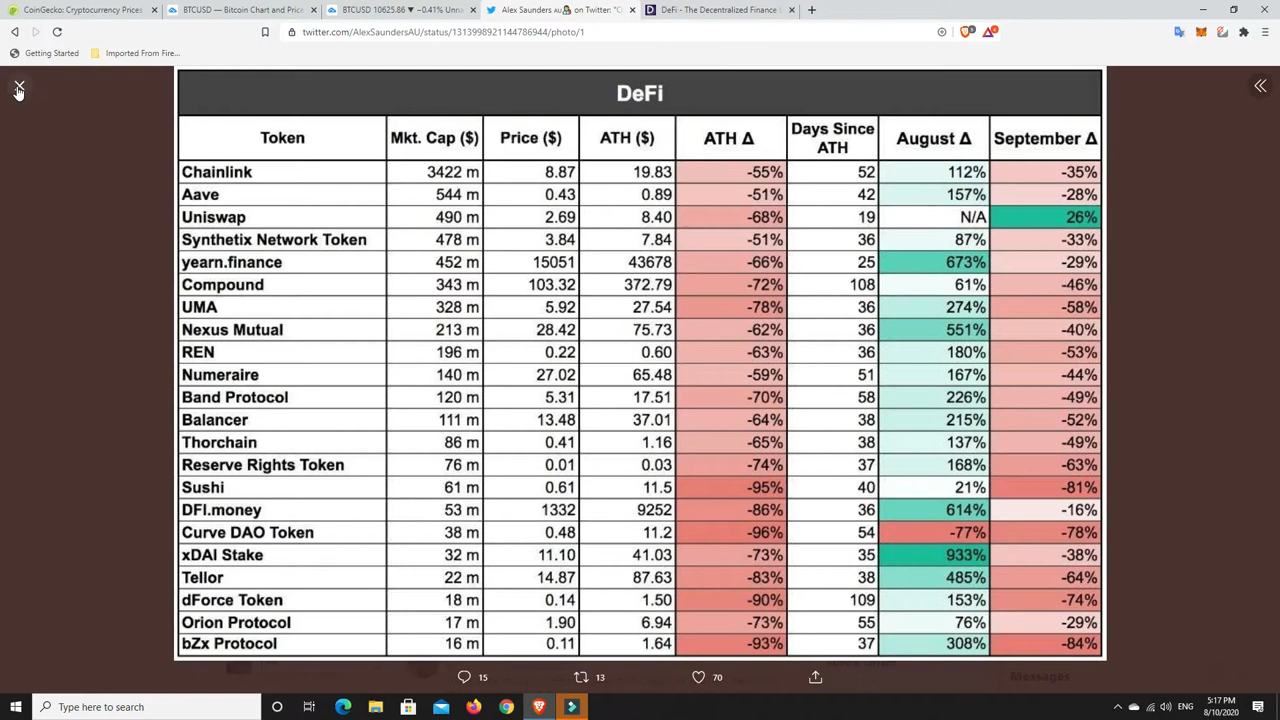 CoinGecko: Cryptocurrency Prices
BTCUSD — Bitcoin Chart and Price
BTCUSD 10625.86 ▼ −0.41% Unna
Alex Saunders AU on Twitter: "C
DeFi - The Decentralized Finance L
twitter.com/AlexSaundersAU/status/1313998921144786944/photo/1
Getting Started
Imported From Fire...
DeFi
Token Mkt. Cap ($) Price ($) ATH ($) ATH Δ Days Since ATH August Δ September Δ
Chainlink 3422 m 8.87 19.83 -55% 52 112% -35%
Aave 544 m 0.43 0.89 -51% 42 157% -28%
Uniswap 490 m 2.69 8.40 -68% 19 N/A 26%
Synthetix Network Token 478 m 3.84 7.84 -51% 36 87% -33%
yearn.finance 452 m 15051 43678 -66% 25 673% -29%
Compound 343 m 103.32 372.79 -72% 108 61% -46%
UMA 328 m 5.92 27.54 -78% 36 274% -58%
Nexus Mutual 213 m 28.42 75.73 -62% 36 551% -40%
REN 196 m 0.22 0.60 -63% 36 180% -53%
Numeraire 140 m 27.02 65.48 -59% 51 167% -44%
Band Protocol 120 m 5.31 17.51 -70% 58 226% -49%
Balancer 111 m 13.48 37.01 -64% 38 215% -52%
Thorchain 86 m 0.41 1.16 -65% 38 137% -49%
Reserve Rights Token 76 m 0.01 0.03 -74% 37 168% -63%
Sushi 61 m 0.61 11.5 -95% 40 21% -81%
DFI.money 53 m 1332 9252 -86% 36 614% -16%
Curve DAO Token 38 m 0.48 11.2 -96% 54 -77% -78%
xDAI Stake 32 m 11.10 41.03 -73% 35 933% -38%
Tellor 22 m 14.87 87.63 -83% 38 485% -64%
dForce Token 18 m 0.14 1.50 -90% 109 153% -74%
Orion Protocol 17 m 1.90 6.94 -73% 55 76% -29%
bZx Protocol 16 m 0.11 1.64 -93% 37 308% -84%
15 13 70
Messages
Type here to search
ENG
5:17 PM
8/10/2020